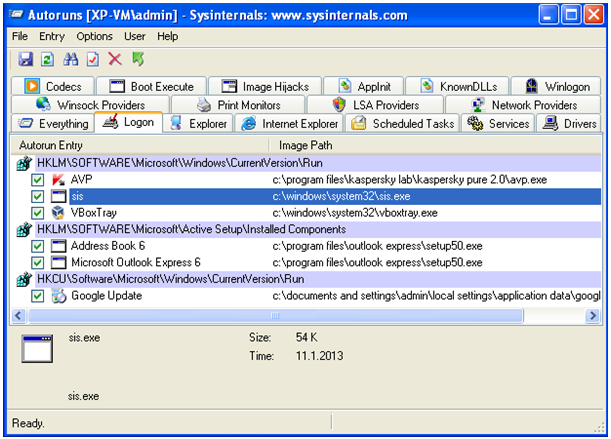 Autoruns [XP-VM\admin] - Sysinternals: www.sysinternals.com
File Entry Options User Help
Codecs Boot Execute Image Hijacks AppInit KnownDLLs Winlogon
Winsock Providers Print Monitors LSA Providers Network Providers
Everything Logon Explorer Internet Explorer Scheduled Tasks Services Drivers
Autorun Entry Image Path
HKLM\SOFTWARE\Microsoft\Windows\CurrentVersion\Run
AVP c:\program files\kaspersky lab\kaspersky pure 2.0\avp.exe
sis c:\windows\system32\sis.exe
VBoxTray c:\windows\system32\vboxtray.exe
HKLM\SOFTWARE\Microsoft\Active Setup\Installed Components
Address Book 6 c:\program files\outlook express\setup50.exe
Microsoft Outlook Express 6 c:\program files\outlook express\setup50.exe
HKCU\Software\Microsoft\Windows\CurrentVersion\Run
Google Update c:\documents and settings\admin\local settings\application data\googl
sis.exe Size: 54 K
Time: 11.1.2013
sis.exe
Ready.